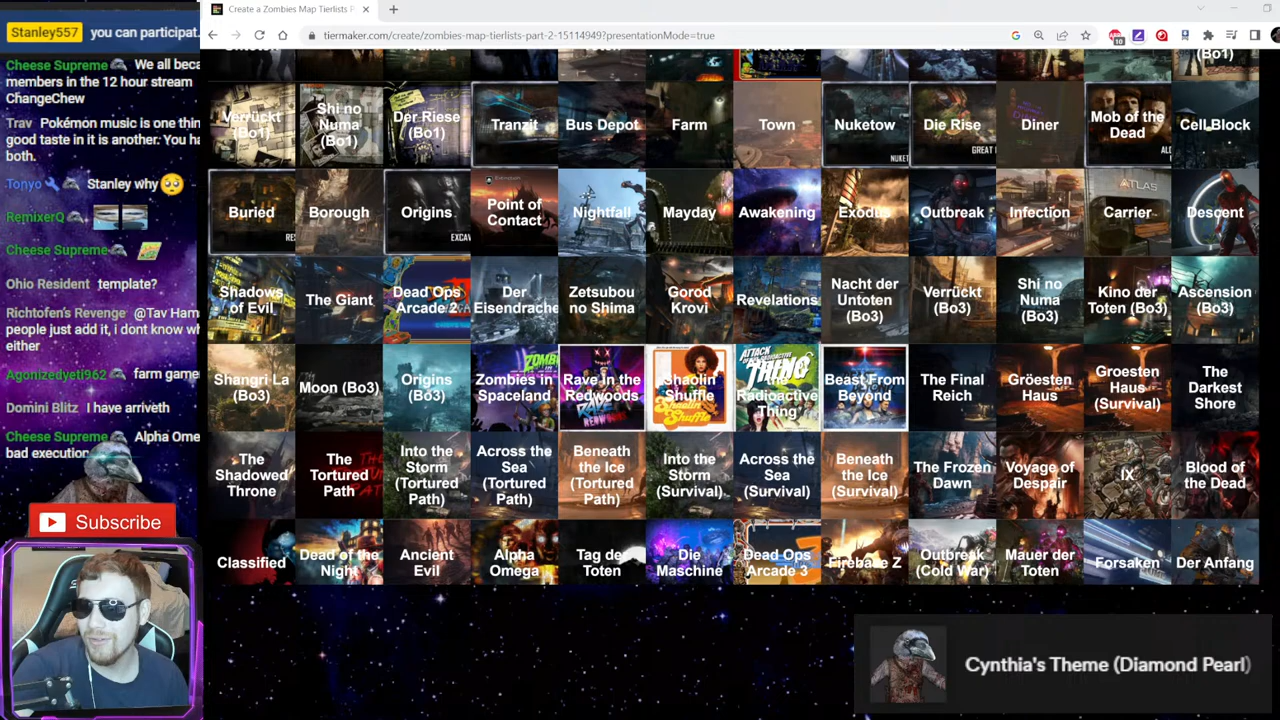 Create a Zombies Map Tierlists P
tiermaker.com/create/zombies-map-tierlists-part-2-15114949?presentationMode=true
10
Stanley557 you can participat.
Cheese Supreme We all beca
members in the 12 hour stream
ChangeChew
Trav Pokémon music is one thin
good taste in it is another. You ha
both.
Tonyo Stanley why
RemixerQ
Cheese Supreme
Ohio Resident template?
Richtofen's Revenge @Tav Ham
people just add it, i dont know wh
either
Agonizedyeti962 farm game
Domini Blitz I have arriveth
Cheese Supreme Alpha Ome
bad execution
Subscribe
(Bo1)
Verrückt
(Bo1)
Shi no
Numa
(Bo1)
Der Riese
(Bo1)
Tranzit
Bus Depot
Farm
Town
Nuketow
NUKET
Die Rise
GREAT
Diner
Mob of the
Dead
Cell Block
Buried
Borough
Origins
EXCAV
Point of
Contact
Nightfall
Mayday
Awakening
Exodus
Outbreak
Infection
ATLAS
Carrier
Descent
Shadows
of Evil
The Giant
Dead Ops
Arcade 2
Der
Eisendrache
Zetsubou
no Shima
Gorod
Krovi
Revelations
Nacht der
Untoten
(Bo3)
Verrückt
(Bo3)
Shi no
Numa
(Bo3)
Kino der
Toten (Bo3)
Ascension
(Bo3)
Shangri La
(Bo3)
Moon (Bo3)
Origins
(Bo3)
Zombies in
Spaceland
Rave In the
Redwoods
Shaolin
Shuffle
ATTACK
Radioactive
Thing
Beast From
Beyond
The Final
Reich
Gröesten
Haus
Groesten
Haus
(Survival)
The
Darkest
Shore
The
Shadowed
Throne
The
Tortured
Path
Into the
Storm
(Tortured
Path)
Across the
Sea
(Tortured
Path)
Beneath
the Ice
(Tortured
Path)
Into the
Storm
(Survival)
Across the
Sea
(Survival)
Beneath
the Ice
(Survival)
The Frozen
Dawn
Voyage of
Despair
IX
Blood of
the Dead
Classified
Dead of the
Night
Ancient
Evil
Alpha
Omega
Tag der
Toten
Die
Maschine
Dead Ops
Arcade 3
Firebase Z
Outbreak
(Cold War)
Mauer der
Toten
Forsaken
Der Anfang
Cynthia's Theme (Diamond Pearl)